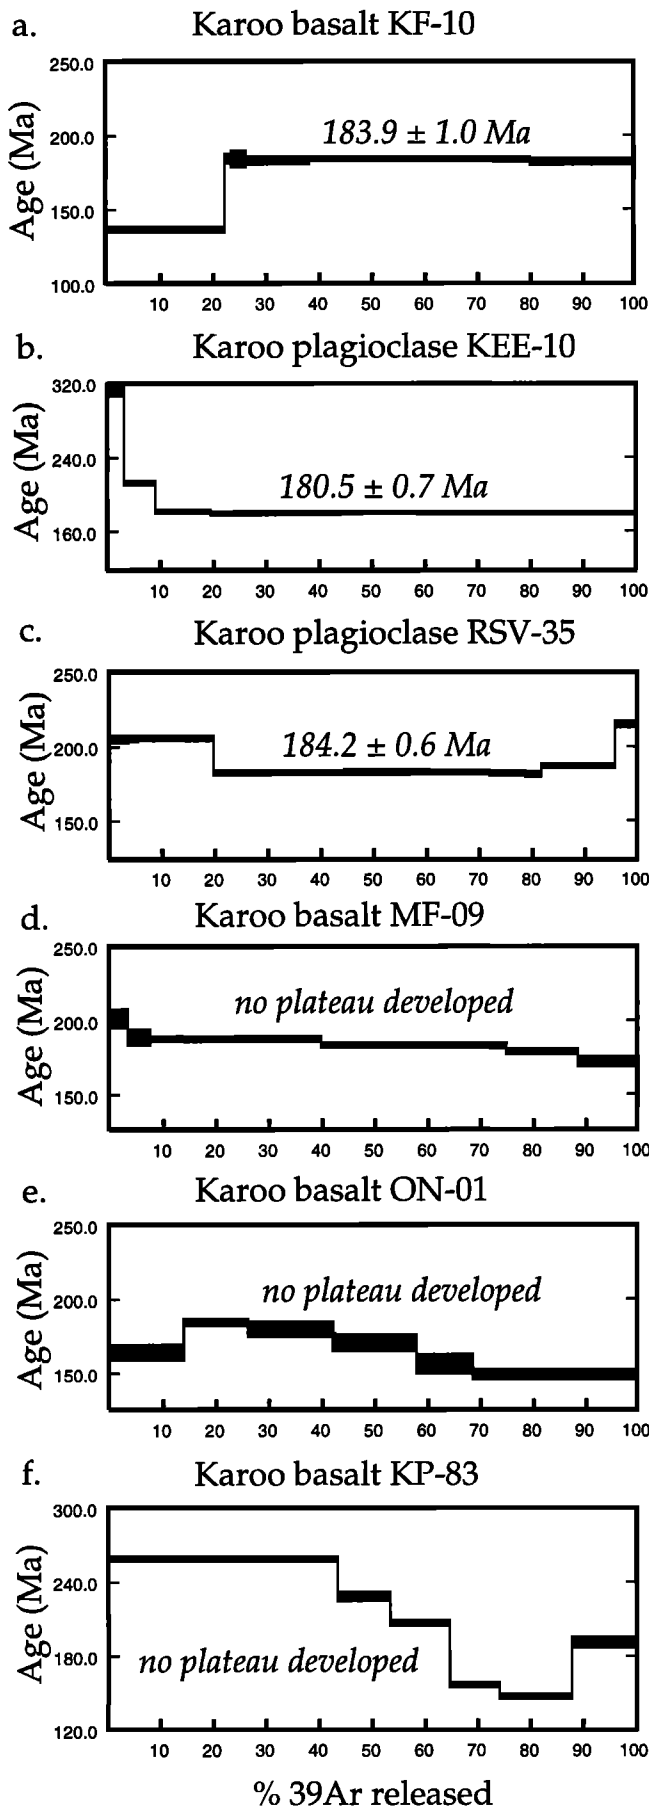 a. Karoo basalt KF-10
250.0
200.0
150.0
100.0
Age (Ma)
183.9 ± 1.0 Ma
10 20 30 40 50 60 70 80 90 100
b. Karoo plagioclase KEE-10
320.0
240.0
160.0
Age (Ma)
180.5 ± 0.7 Ma
10 20 30 40 50 60 70 80 90 100
c. Karoo plagioclase RSV-35
250.0
200.0
150.0
Age (Ma)
184.2 ± 0.6 Ma
10 20 30 40 50 60 70 80 90 100
d. Karoo basalt MF-09
250.0
200.0
150.0
Age (Ma)
no plateau developed
10 20 30 40 50 60 70 80 90 100
e. Karoo basalt ON-01
250.0
200.0
150.0
Age (Ma)
no plateau developed
10 20 30 40 50 60 70 80 90 100
f. Karoo basalt KP-83
300.0
240.0
180.0
120.0
Age (Ma)
no plateau developed
10 20 30 40 50 60 70 80 90 100
% 39Ar released